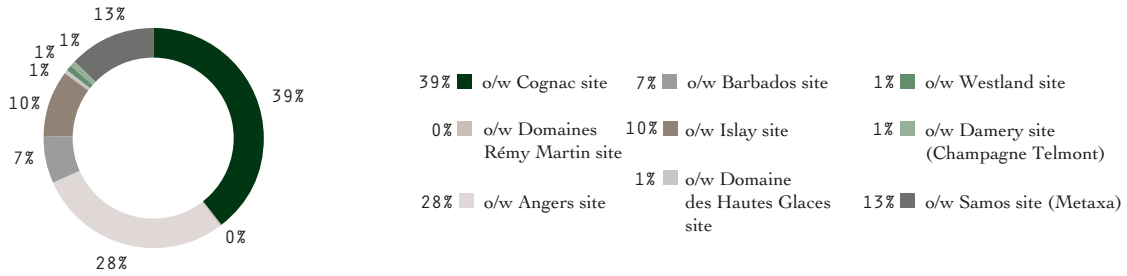 13%
1%
1%
1%
10%
7%
28%
0%
39%
39% o/w Cognac site
0% o/w Domaines
Rémy Martin site
28% o/w Angers site
7% o/w Barbados site
10% o/w Islay site
1% o/w Domaine
des Hautes Glaces
site
1% o/w Westland site
1% o/w Damery site
(Champagne Telmont)
13% o/w Samos site (Metaxa)